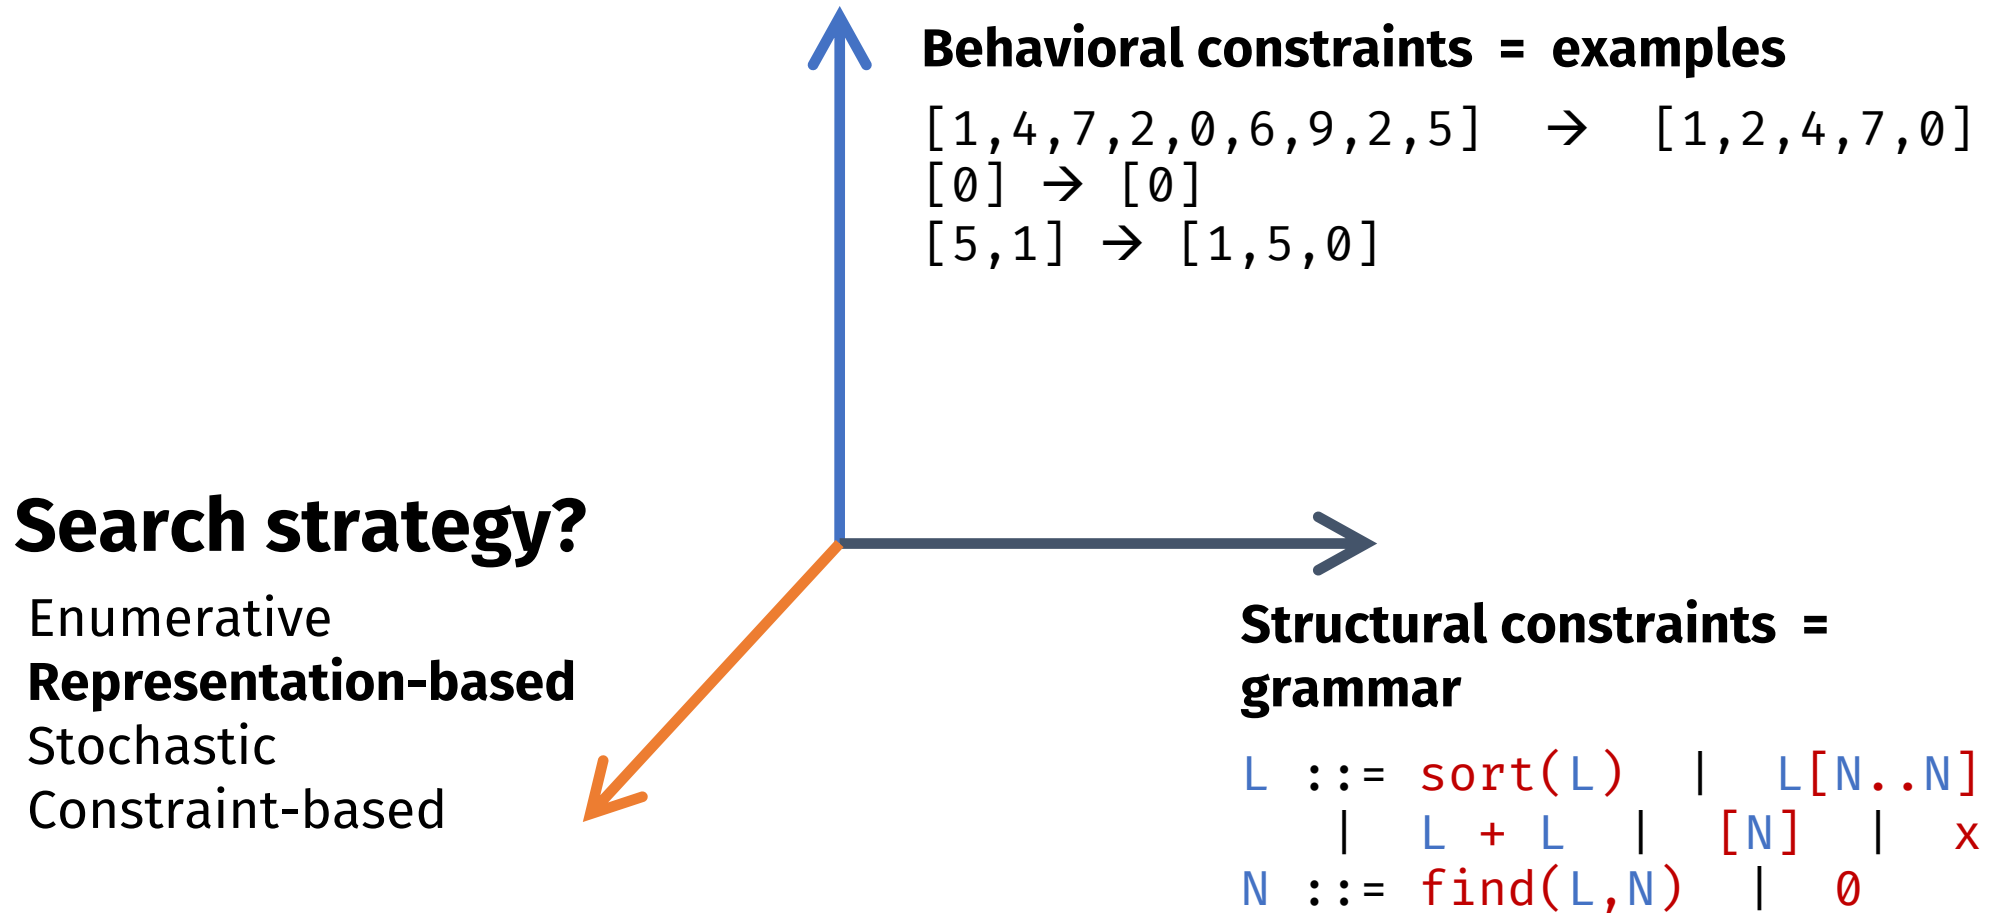 Behavioral constraints = examples
[1,4,7,2,0,6,9,2,5] → [1,2,4,7,0]
[0] → [0]
[5,1] → [1,5,0]
Search strategy?
Enumerative
Representation-based
Stochastic
Constraint-based
Structural constraints =
grammar
L ::= sort(L) | L[N..N]
| L + L | [N] | x
N ::= find(L,N) | 0